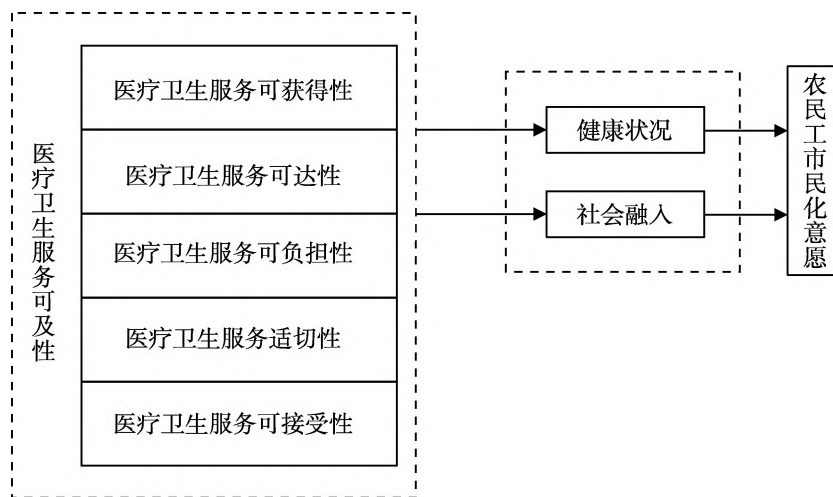 医疗卫生服务可及性
医疗卫生服务可获得性
医疗卫生服务可达性
医疗卫生服务可负担性
医疗卫生服务适切性
医疗卫生服务可接受性
健康状况
社会融入
农民工市民化意愿